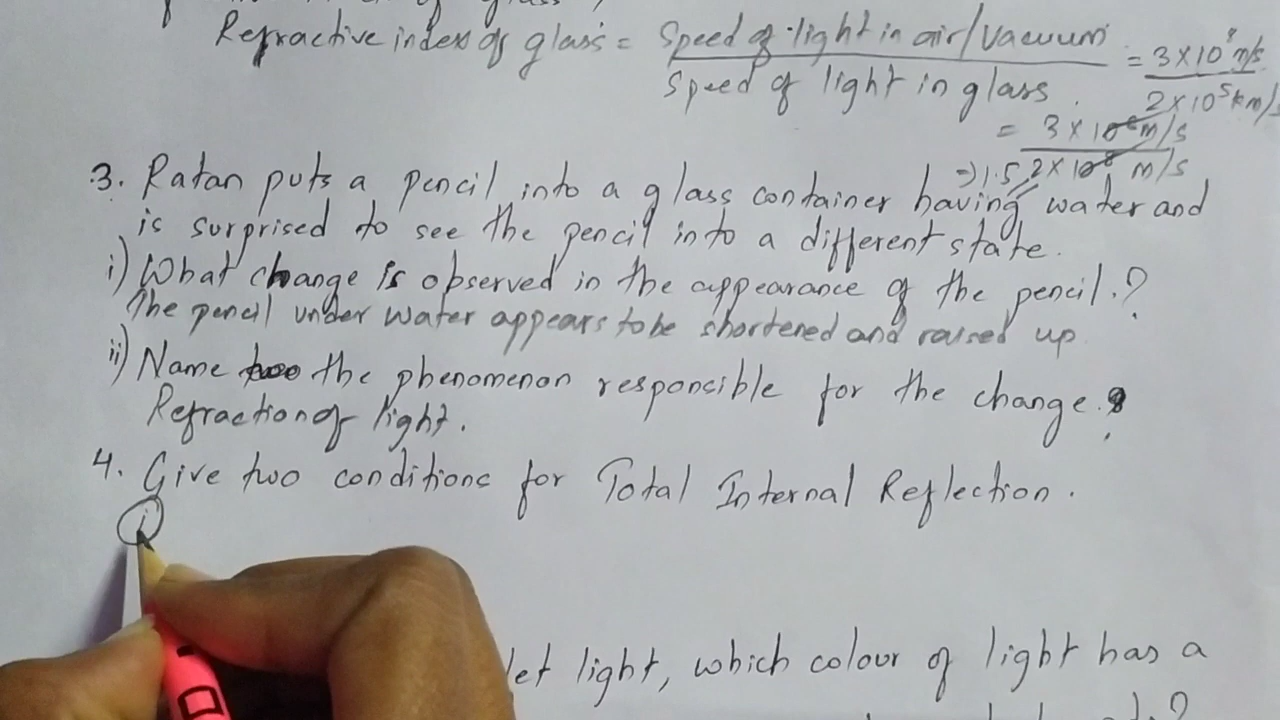 Refractive index of glass = Speed of light in air/vacuum = 3 × 10⁸ m/s
Speed of light in glass . 2 × 10⁵ km/
= 3 × 10⁸ m/s
⇒ 1.5 2 × 10⁸ m/s
3. Ratan puts a pencil into a glass container having water and
is surprised to see the pencil into a different state.
i) What change is observed in the appearance of the pencil.?
The pencil under water appears to be shortened and raised up
ii) Name the phenomenon responsible for the change.?
Refraction of light.
4. Give two conditions for Total Internal Reflection.
i
let light, which colour of light has a